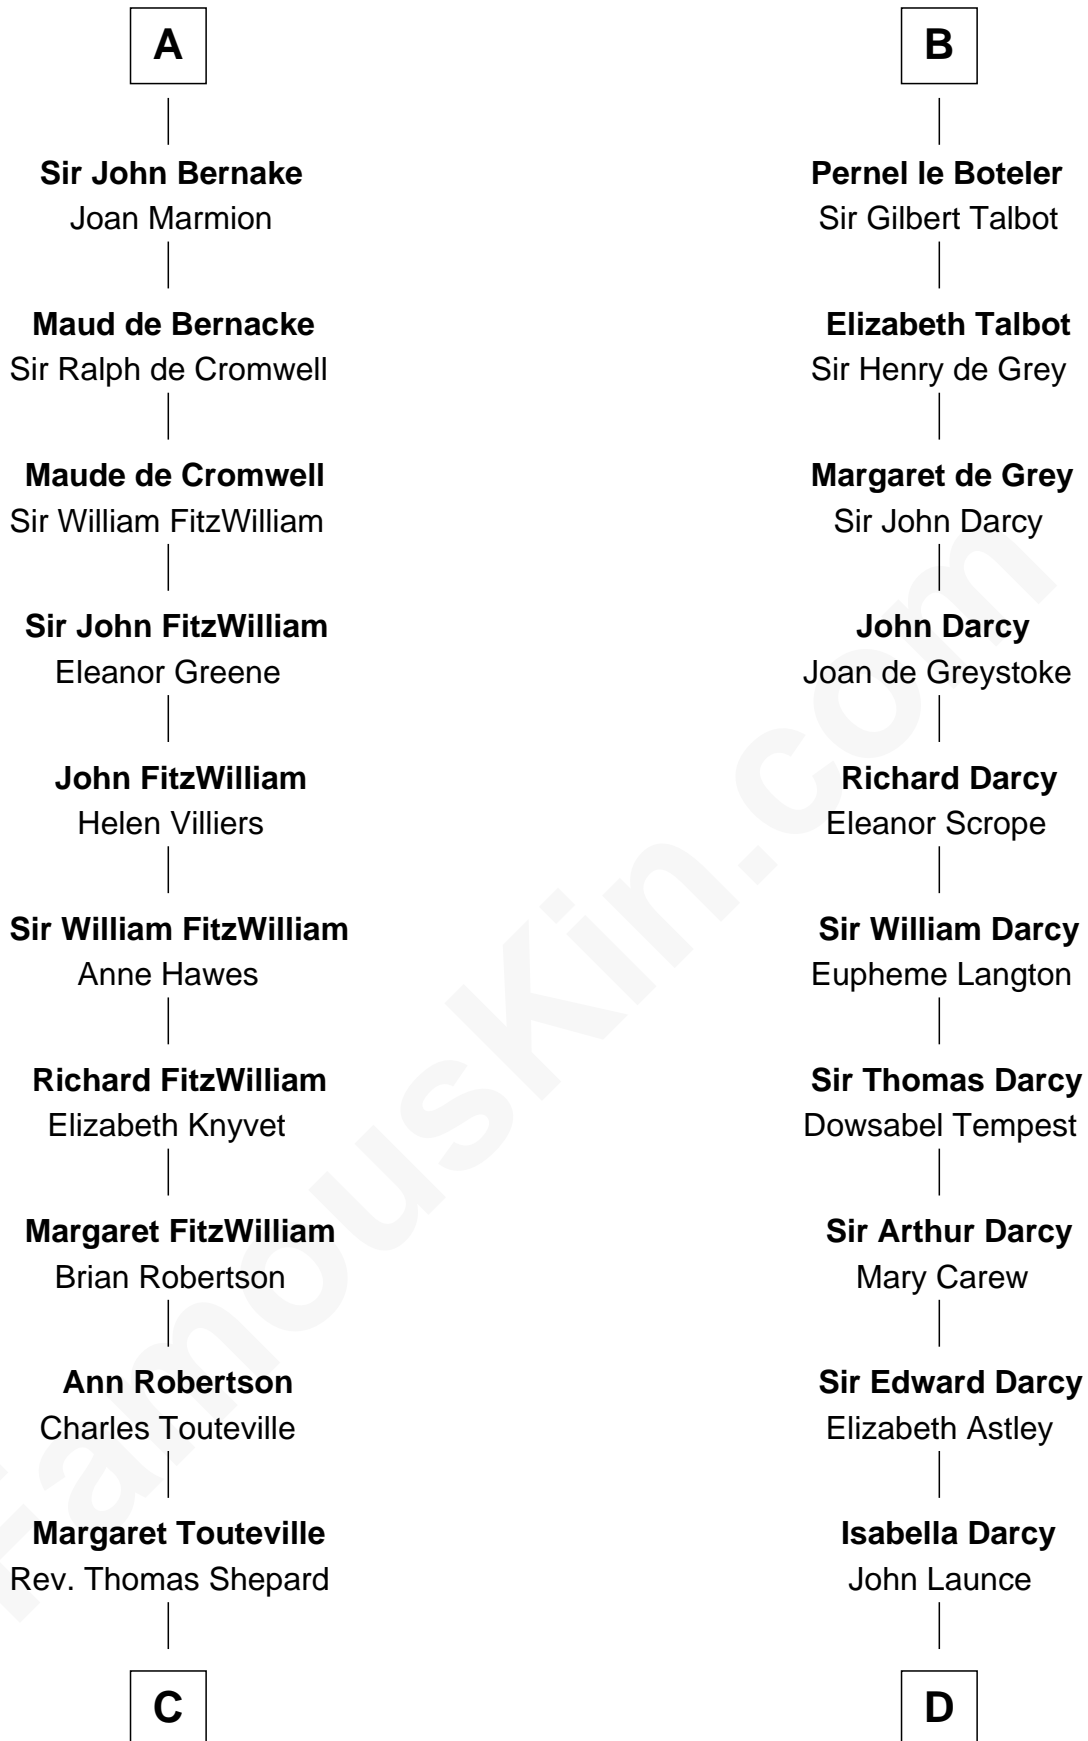 A
Sir John Bernake
Joan Marmion
Maud de Bernacke
Sir Ralph de Cromwell
Maude de Cromwell
Sir William FitzWilliam
Sir John FitzWilliam
Eleanor Greene
John FitzWilliam
Helen Villiers
Sir William FitzWilliam
Anne Hawes
Richard FitzWilliam
Elizabeth Knyvet
Margaret FitzWilliam
Brian Robertson
Ann Robertson
Charles Touteville
Margaret Touteville
Rev. Thomas Shepard
C
B
Pernel le Boteler
Sir Gilbert Talbot
Elizabeth Talbot
Sir Henry de Grey
Margaret de Grey
Sir John Darcy
John Darcy
Joan de Greystoke
Richard Darcy
Eleanor Scrope
Sir William Darcy
Eupheme Langton
Sir Thomas Darcy
Dowsabel Tempest
Sir Arthur Darcy
Mary Carew
Sir Edward Darcy
Elizabeth Astley
Isabella Darcy
John Launce
D
FamousKin.com